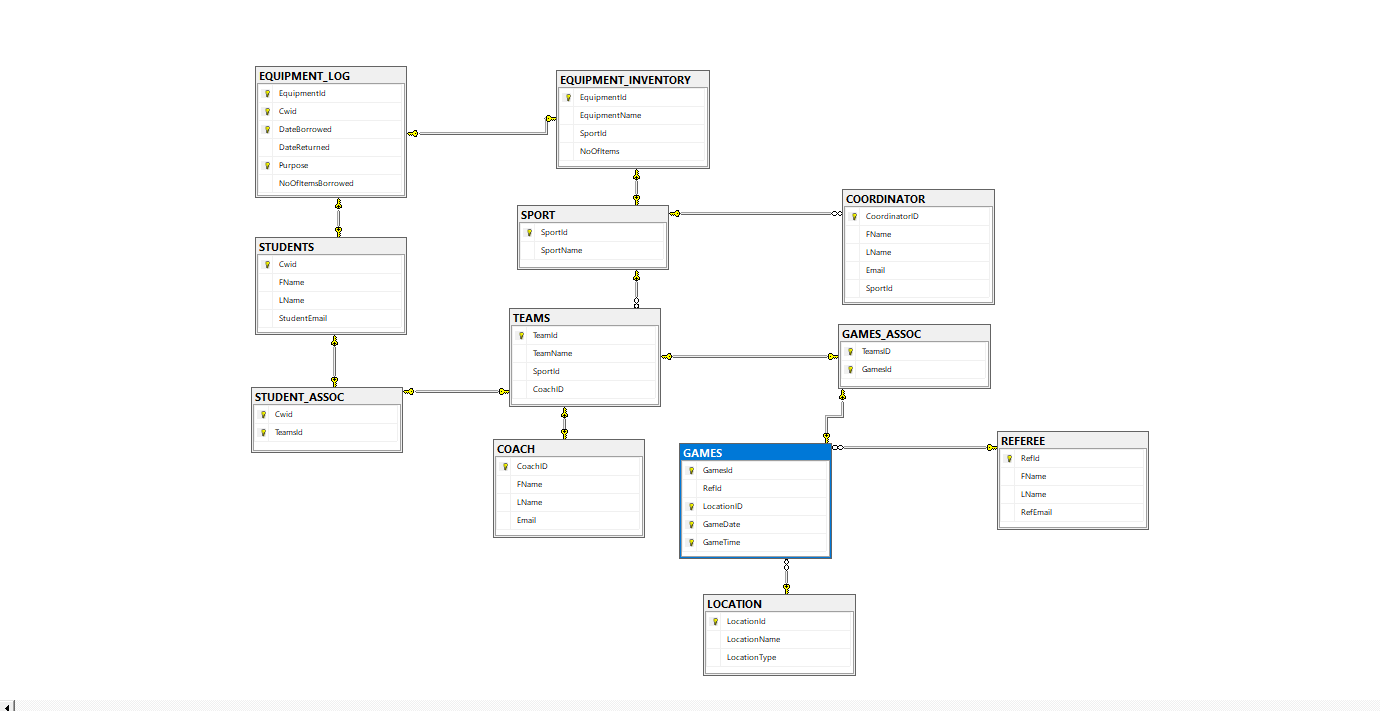 EQUIPMENT_LOG
EquipmentId
Cwid
DateBorrowed
DateReturned
Purpose
NoOfItemsBorrowed
EQUIPMENT_INVENTORY
EquipmentId
EquipmentName
SportId
NoOfItems
SPORT
SportId
SportName
COORDINATOR
CoordinatorID
FName
LName
Email
SportId
STUDENTS
Cwid
FName
LName
StudentEmail
TEAMS
TeamId
TeamName
SportId
CoachID
GAMES_ASSOC
TeamsID
GamesId
STUDENT_ASSOC
Cwid
TeamsId
COACH
CoachID
FName
LName
Email
GAMES
GamesId
RefId
LocationID
GameDate
GameTime
REFEREE
RefId
FName
LName
RefEmail
LOCATION
LocationId
LocationName
LocationType